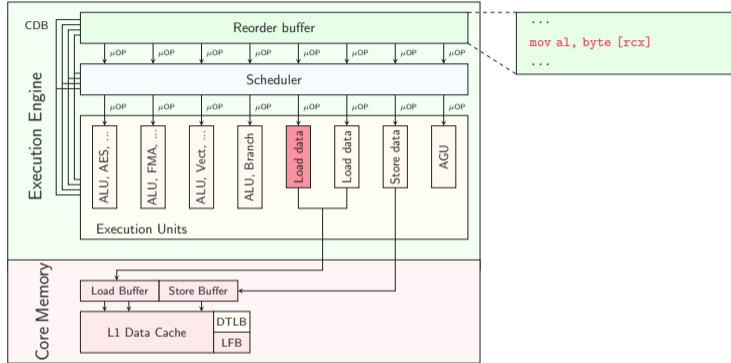 CDB
Reorder buffer
...
mov al, byte [rcx]
...
μOP μOP μOP μOP μOP μOP μOP μOP
Scheduler
μOP μOP μOP μOP μOP μOP μOP μOP
Execution Engine
ALU, AES, ...
ALU, FMA, ...
ALU, Vect, ...
ALU, Branch
Load data
Load data
Store data
AGU
Execution Units
Core Memory
Load Buffer
Store Buffer
L1 Data Cache
DTLB
LFB